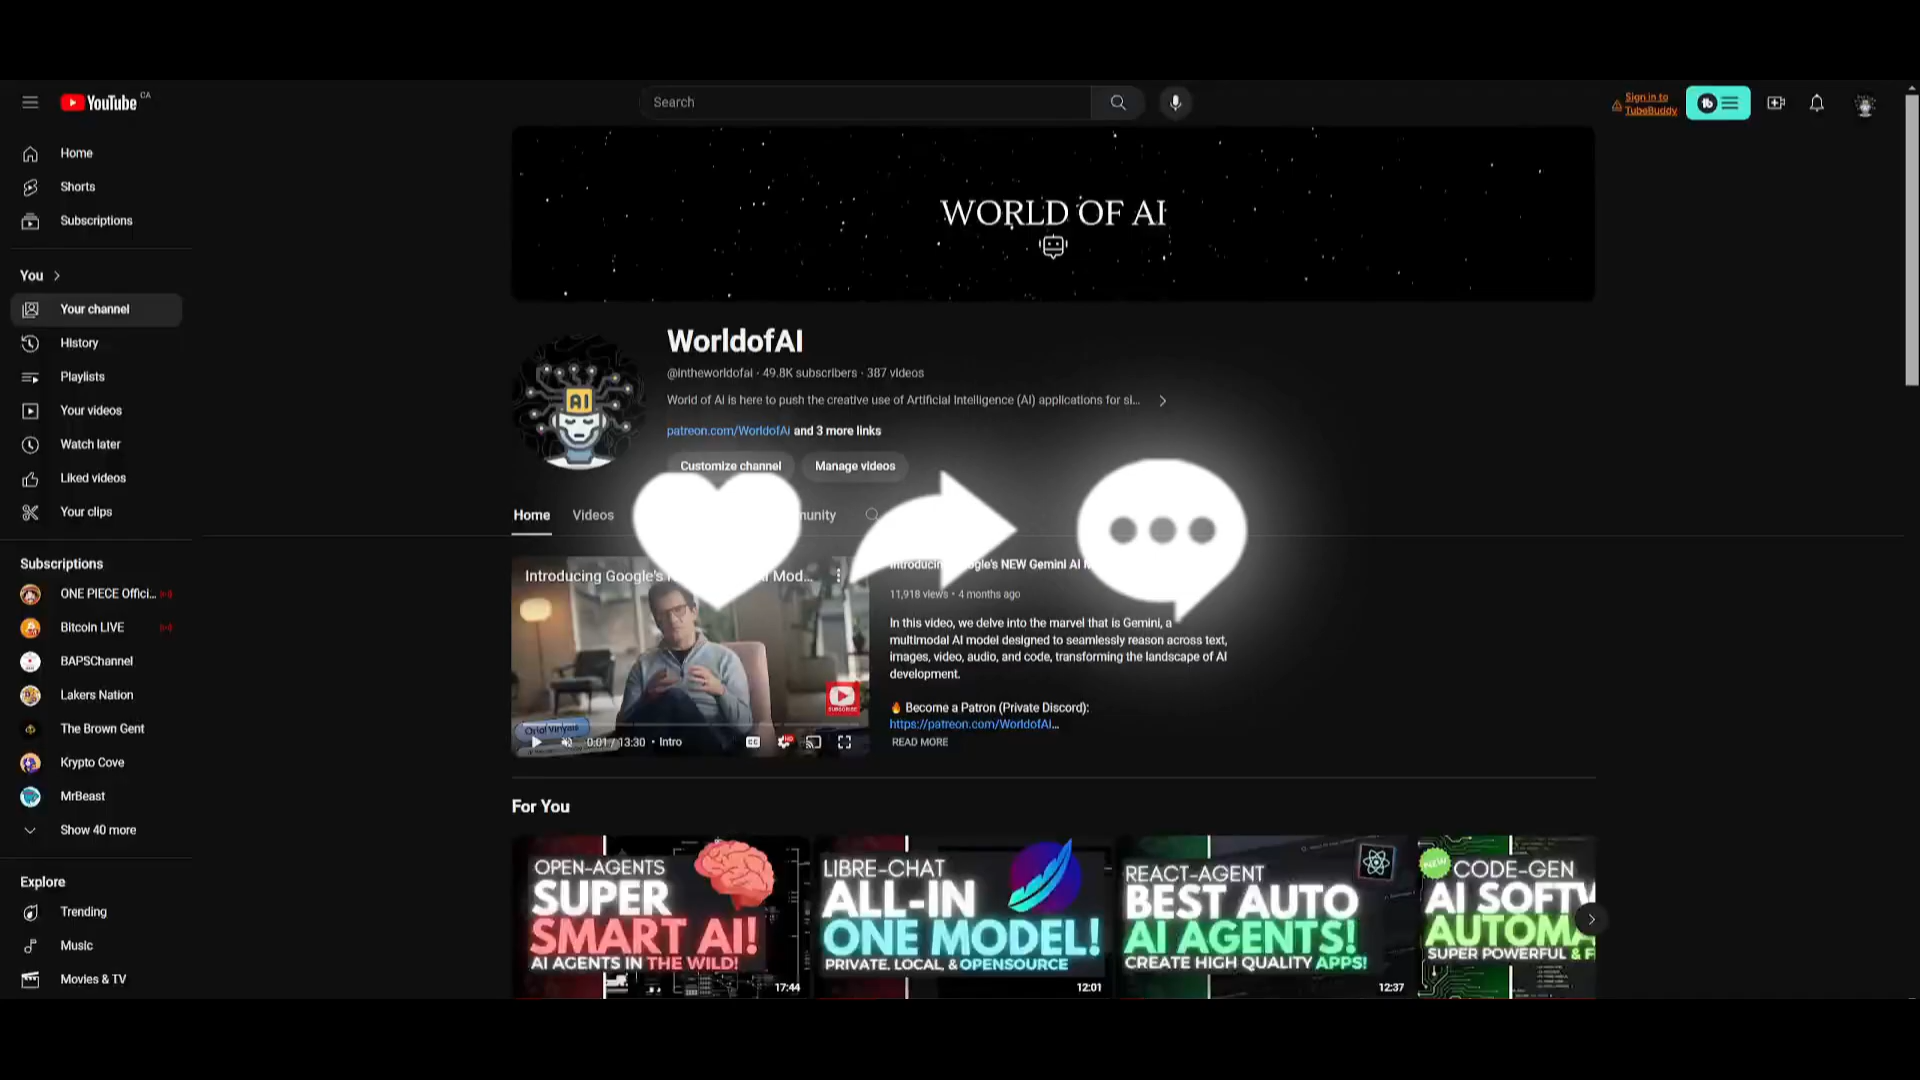 YouTube CA
Search
Sign in to
TubeBuddy
Home
Shorts
Subscriptions
You
Your channel
History
Playlists
Your videos
Watch later
Liked videos
Your clips
Subscriptions
ONE PIECE Offici...
Bitcoin LIVE
BAPSChannel
Lakers Nation
The Brown Gent
Krypto Cove
MrBeast
Show 40 more
Explore
Trending
Music
Movies & TV
WORLD OF AI
AI
WorldofAI
@intheworldofai · 49.8K subscribers · 387 videos
World of AI is here to push the creative use of Artificial Intelligence (AI) applications for si...
patreon.com/WorldofAI and 3 more links
Customize channel
Manage videos
Home
Videos
Introducing Google's
Mod...
SUBSCRIBE
Oriol Vinyals
0:01 / 13:30 • Intro
NEW Gemini AI
11,918 views • 4 months ago
In this video, we delve into the marvel that is Gemini, a
multimodal AI model designed to seamlessly reason across text,
images, video, audio, and code, transforming the landscape of AI
development.
🔥 Become a Patron (Private Discord):
https://patreon.com/WorldofAI...
READ MORE
For You
OPEN-AGENTS
SUPER
SMART AI!
AI AGENTS IN THE WILD!
17:44
LIBRE-CHAT
ALL-IN
ONE MODEL!
PRIVATE, LOCAL, & OPENSOURCE
12:01
REACT-AGENT
BEST AUTO
AI AGENTS!
CREATE HIGH QUALITY APPS!
12:37
NEW
CODE-GEN
AI SOFTW
AUTOMA
SUPER POWERFUL & F